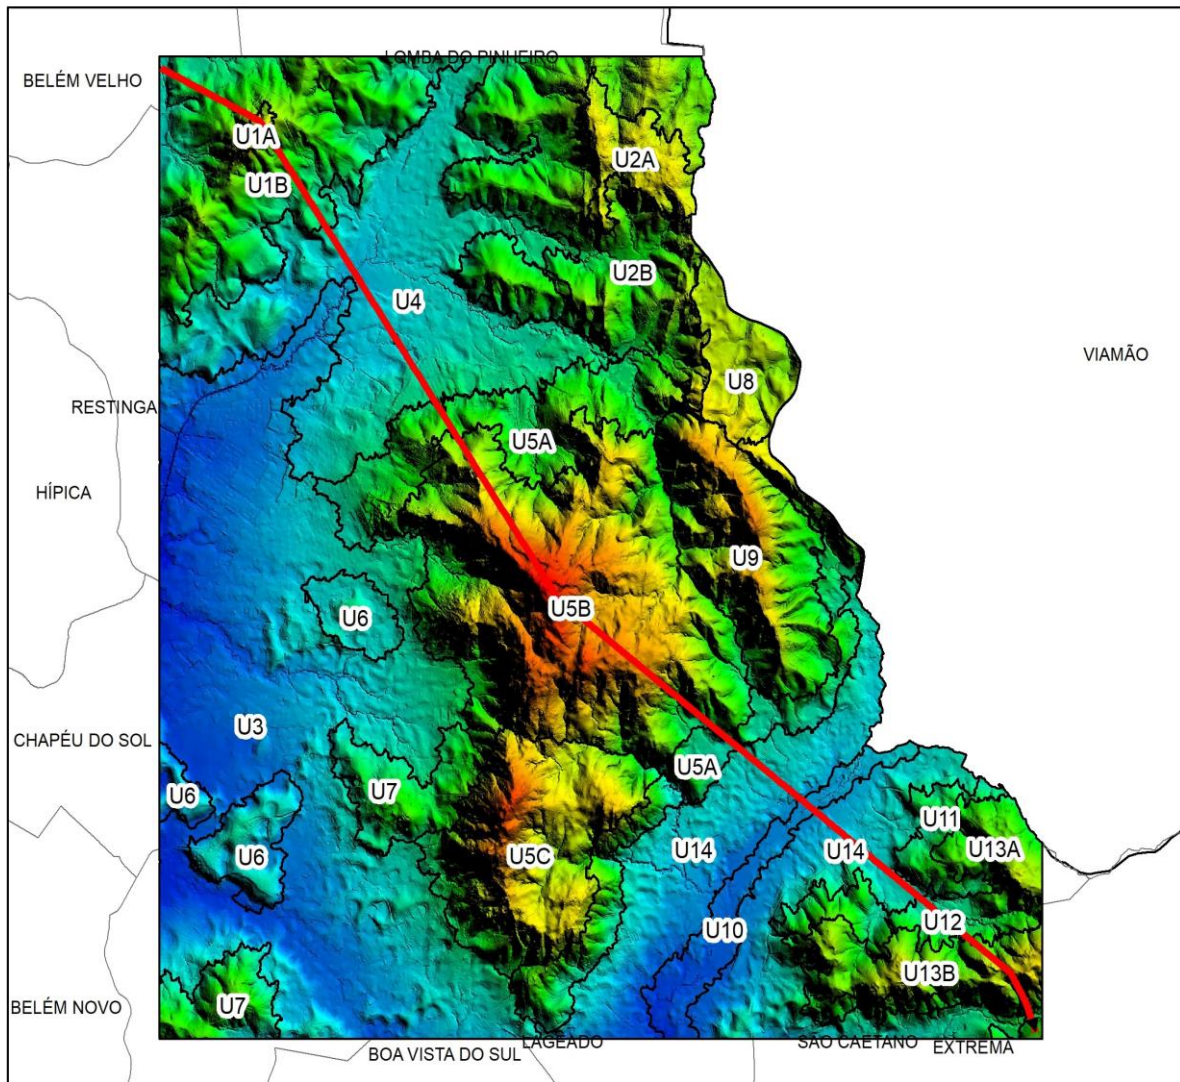 LOMBA DO PINHEIRO
BELÉM VELHO
U1A
U2A
U1B
U2B
U4
VIAMÃO
U8
RESTINGA
U5A
HÍPICA
U9
U5B
U6
U3
CHAPÉU DO SOL
U5A
U7
U6
U11
U13A
U6
U5C
U14
U14
U12
U10
U13B
U7
BELÉM NOVO
LAGEADO
SÃO CAETANO
EXTREMA
BOA VISTA DO SUL